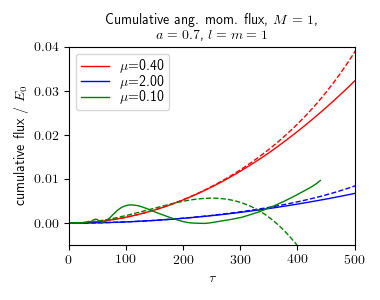 Cumulative ang. mom. flux, M = 1,
a = 0.7, l = m = 1
0.04
0.03
0.02
0.01
0.00
cumulative flux / E₀
μ=0.40
μ=2.00
μ=0.10
0 100 200 300 400 500
τ